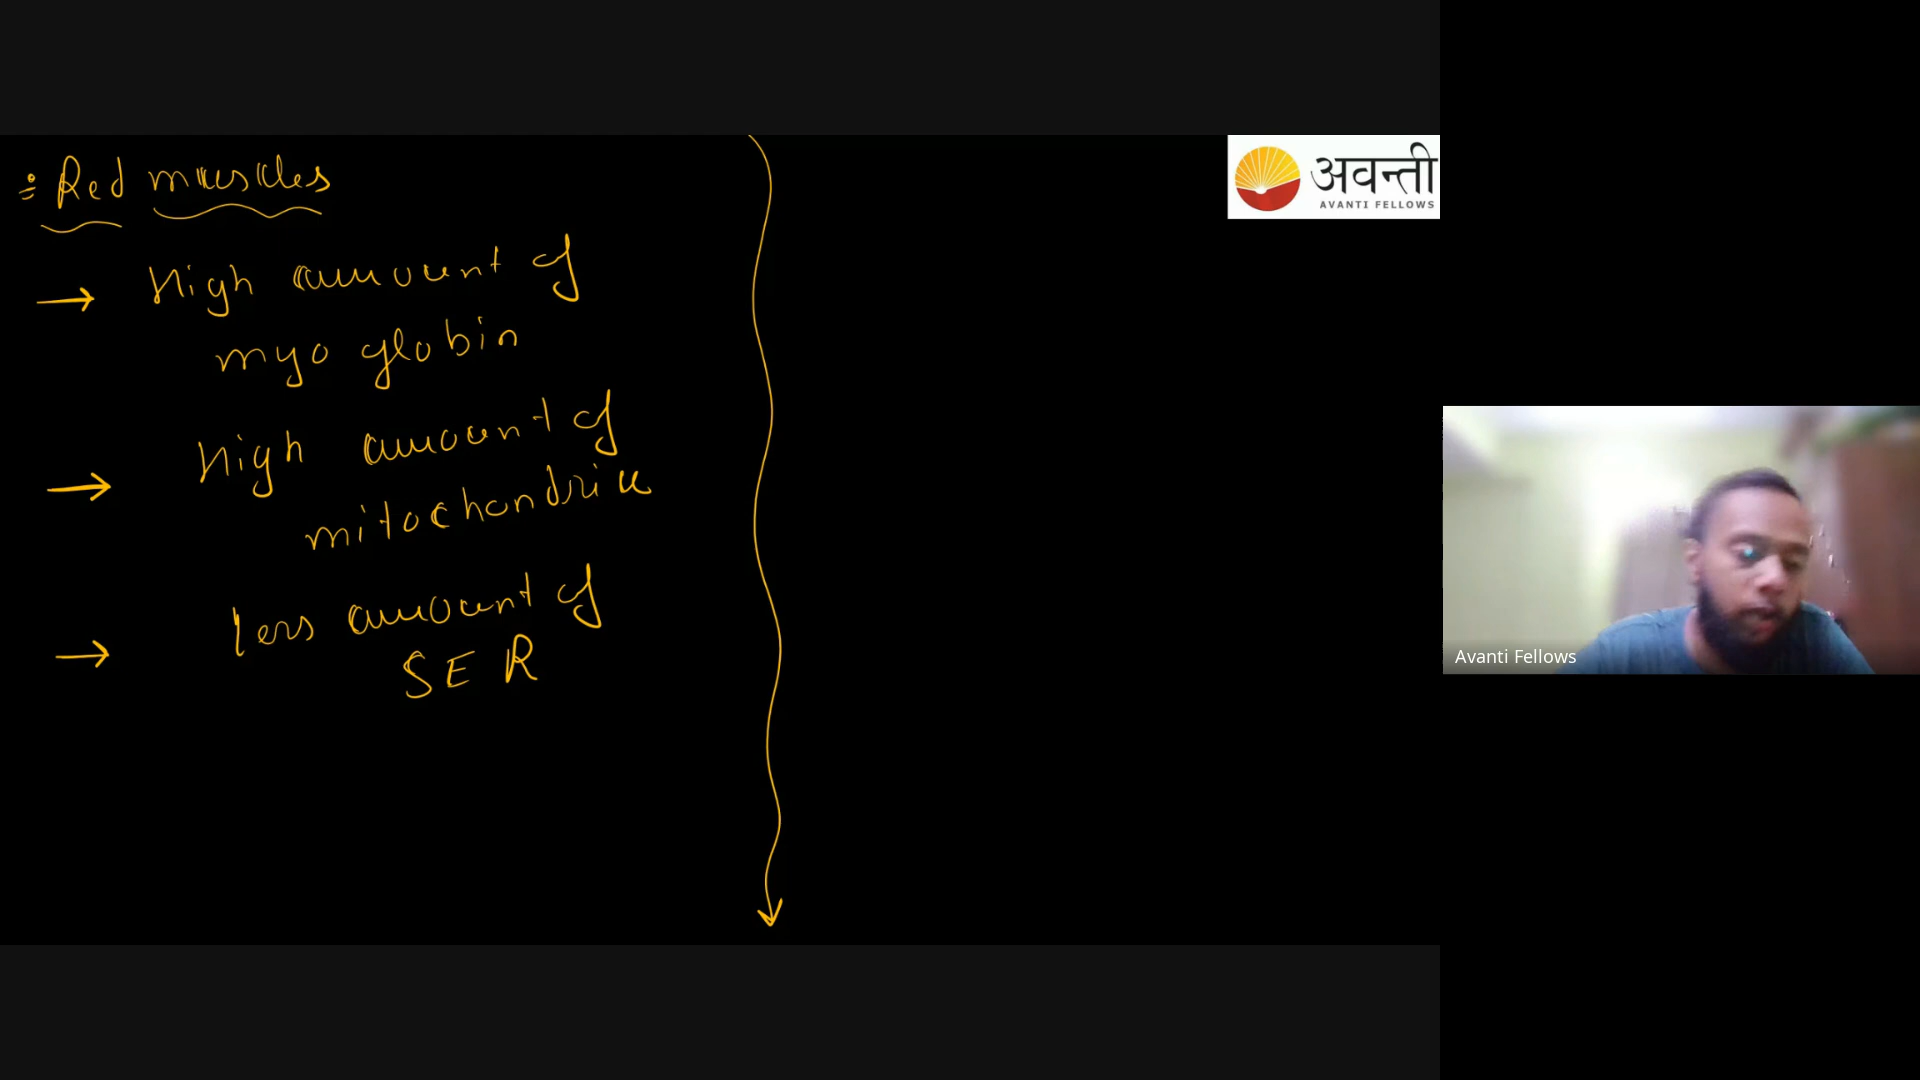 Red muscles
→ High amount of
myo globin
→ High amount of
mitochondria
→ less amount of
SER
अवन्ती
AVANTI FELLOWS
Avanti Fellows